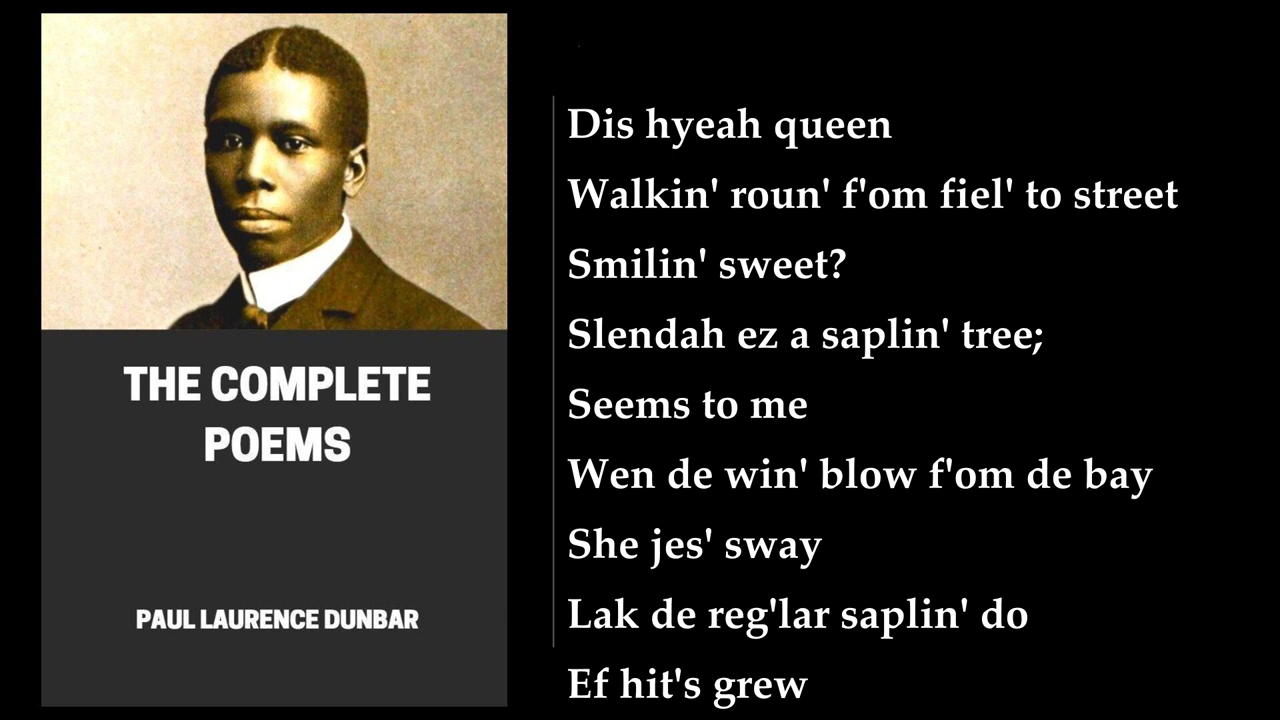 THE COMPLETE
POEMS
PAUL LAURENCE DUNBAR
Dis hyeah queen
Walkin' roun' f'om fiel' to street
Smilin' sweet?
Slendah ez a saplin' tree;
Seems to me
Wen de win' blow f'om de bay
She jes' sway
Lak de reg'lar saplin' do
Ef hit's grew